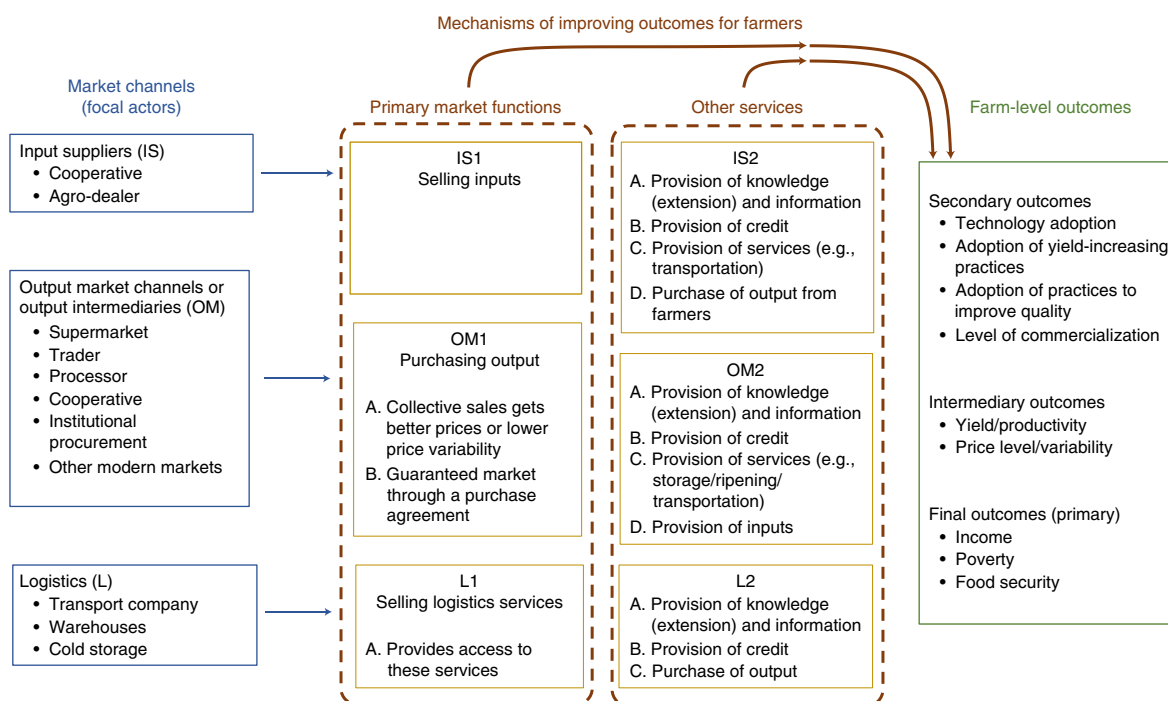 Mechanisms of improving outcomes for farmers
Market channels
(focal actors)
Primary market functions
Other services
Farm-level outcomes
Input suppliers (IS)
• Cooperative
• Agro-dealer
Output market channels or
output intermediaries (OM)
• Supermarket
• Trader
• Processor
• Cooperative
• Institutional
procurement
• Other modern markets
Logistics (L)
• Transport company
• Warehouses
• Cold storage
IS1
Selling inputs
OM1
Purchasing output
A. Collective sales gets
better prices or lower
price variability
B. Guaranteed market
through a purchase
agreement
L1
Selling logistics services
A. Provides access to
these services
IS2
A. Provision of knowledge
(extension) and information
B. Provision of credit
C. Provision of services (e.g.,
transportation)
D. Purchase of output from
farmers
OM2
A. Provision of knowledge
(extension) and information
B. Provision of credit
C. Provision of services (e.g.,
storage/ripening/
transportation)
D. Provision of inputs
L2
A. Provision of knowledge
(extension) and information
B. Provision of credit
C. Purchase of output
Secondary outcomes
• Technology adoption
• Adoption of yield-increasing
practices
• Adoption of practices to
improve quality
• Level of commercialization
Intermediary outcomes
• Yield/productivity
• Price level/variability
Final outcomes (primary)
• Income
• Poverty
• Food security